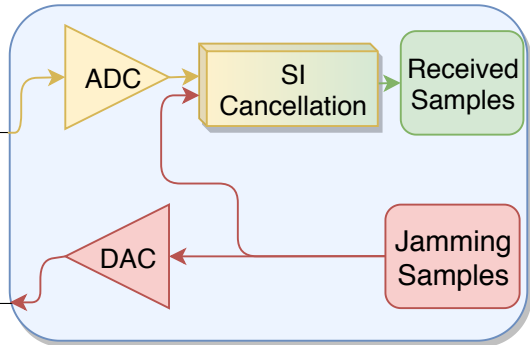 ADC
SI
Cancellation
Received
Samples
DAC
Jamming
Samples